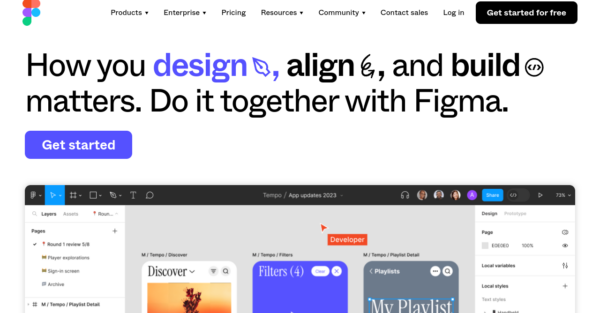 Products Enterprise Pricing Resources Community Contact sales Log in Get started for free
How you design, align, and build
matters. Do it together with Figma.
Get started
Tempo / App updates 2023
A
Share
73%
Layers Assets Roun...
Design Prototype
Pages
Page
Round 1 review 5/8
E0E0E0 100%
Player explorations
Local variables
Sign-in screen
Archive
Local styles
Text styles
M / Tempo / Playlist Detail
Developer
M / Tempo / Discover
M / Tempo / Filters
M / Tempo / Playlist Detail
Discover
Filters (4) Clear
Playlists
My Playlist